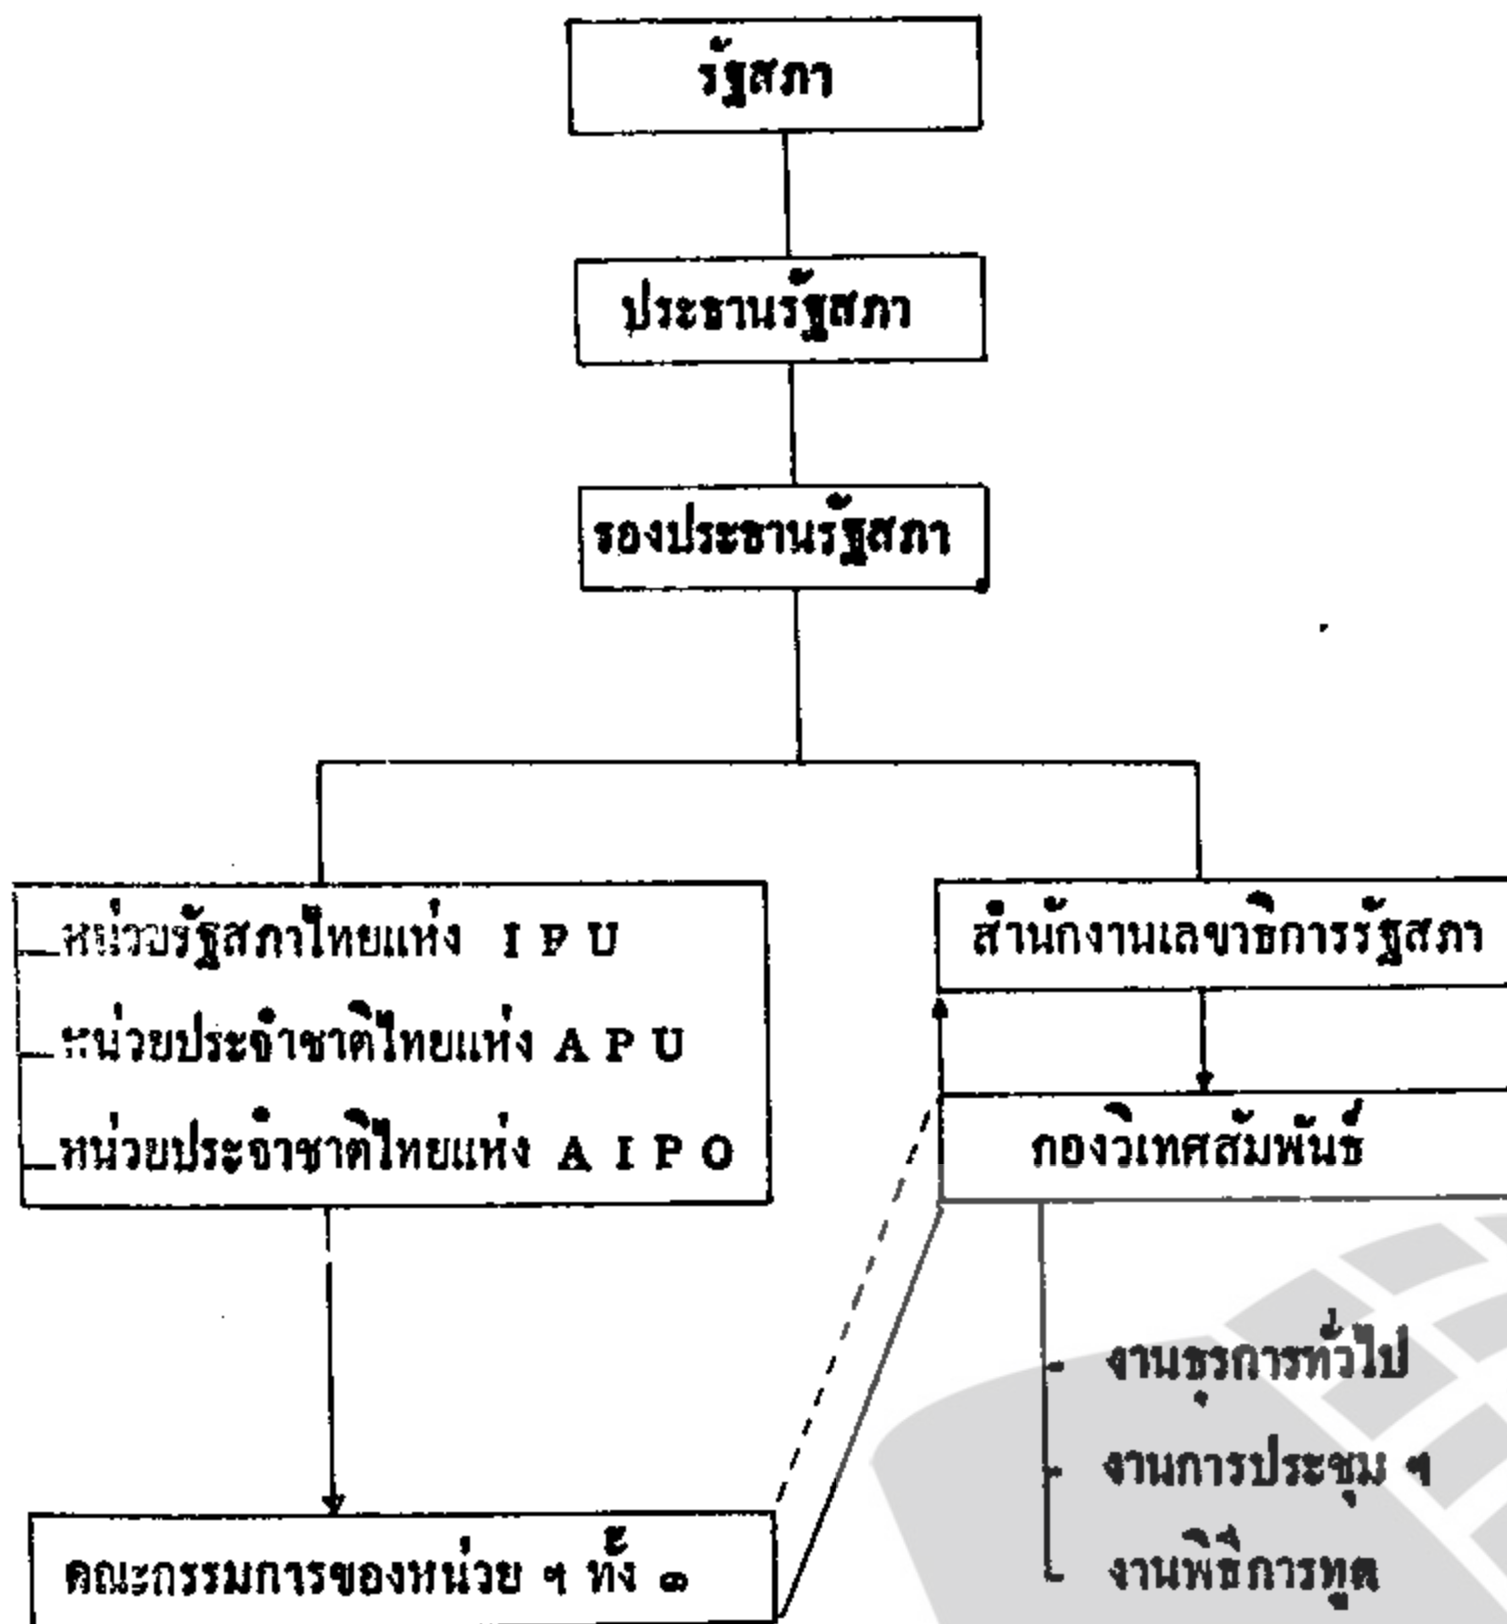 รัฐสภา
ประธานรัฐสภา
รองประธานรัฐสภา
หน่วยรัฐสภาไทยแห่ง I P U
หน่วยประจำชาติไทยแห่ง A P U
หน่วยประจำชาติไทยแห่ง A I P O
สำนักงานเลขาธิการรัฐสภา
กองวิเทศสัมพันธ์
- งานธุรการทั่วไป
- งานการประชุม ฯ
- งานพิธีการทูต
คณะกรรมการของหน่วย ฯ ทั้ง ๓